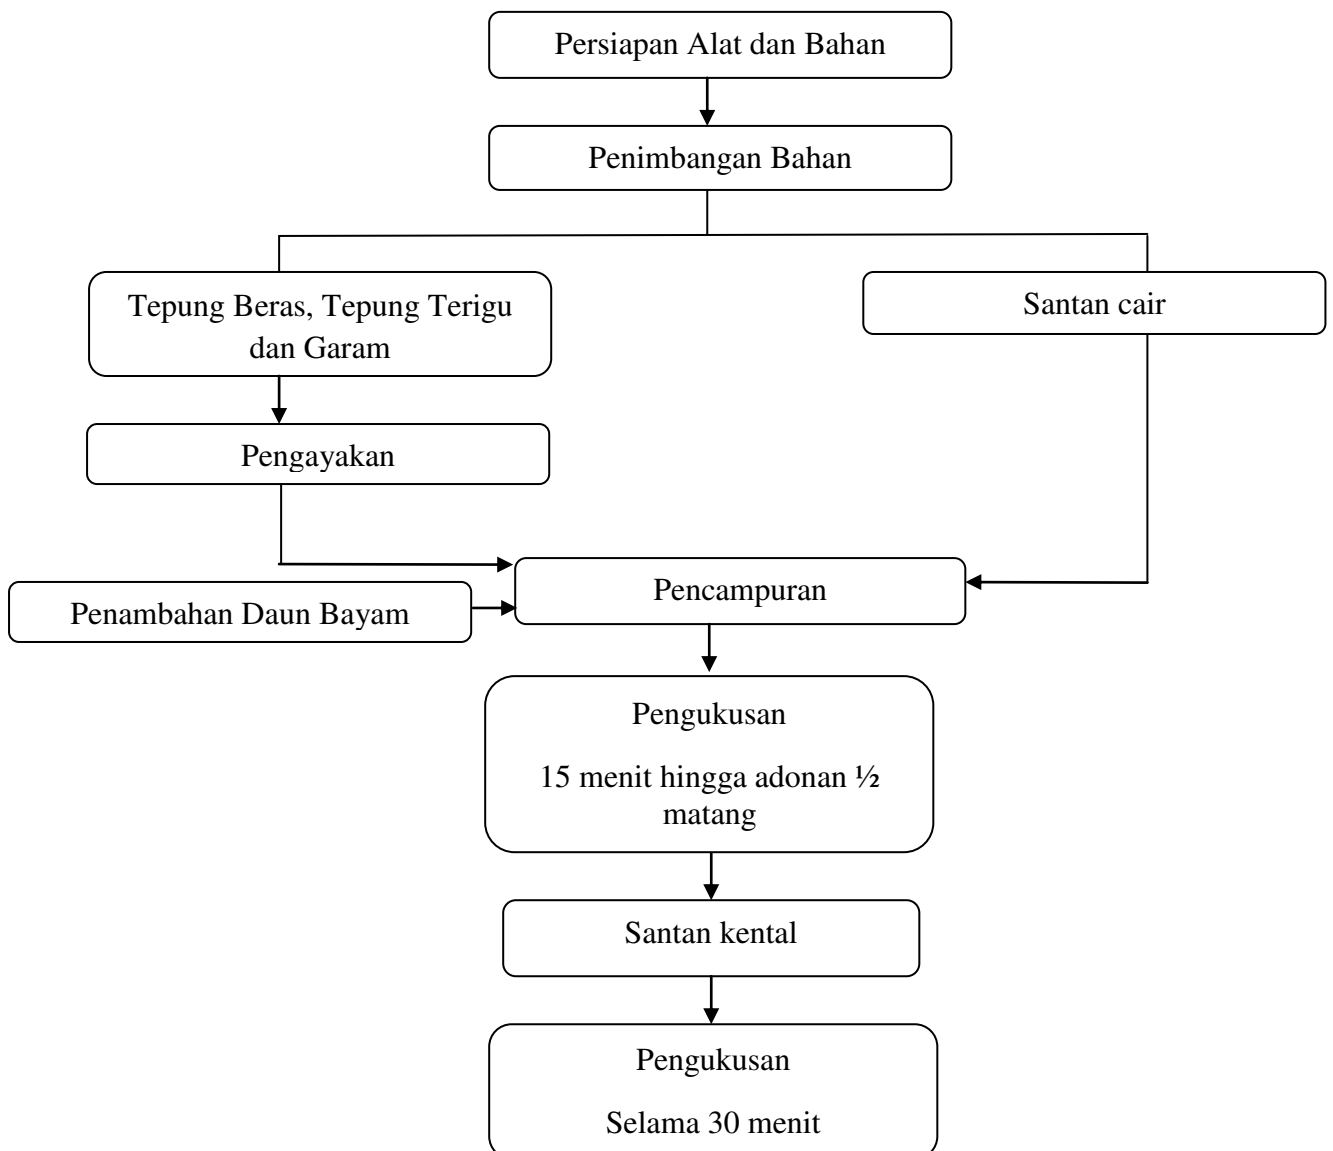 Persiapan Alat dan Bahan
Penimbangan Bahan
Tepung Beras, Tepung Terigu
dan Garam
Santan cair
Pengayakan
Pencampuran
Penambahan Daun Bayam
Pengukusan
15 menit hingga adonan ½
matang
Santan kental
Pengukusan
Selama 30 menit